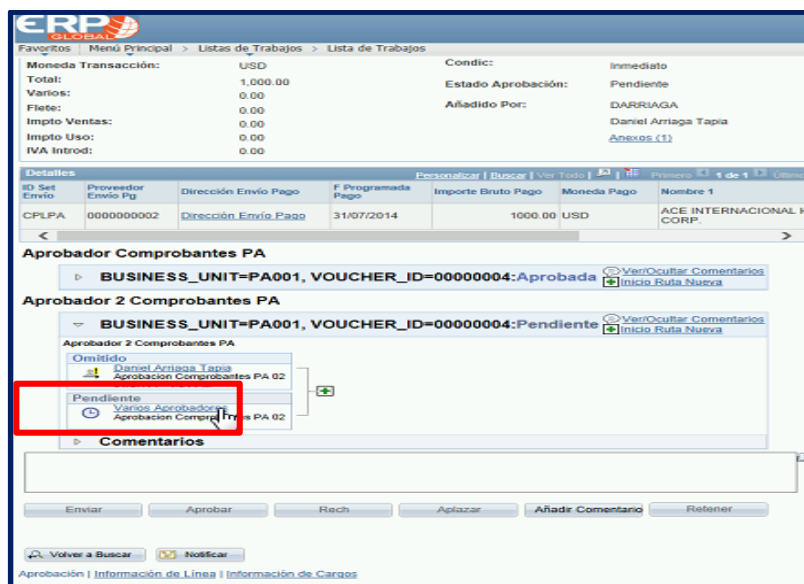 ERP
GLOBAL
Favoritos | Menú Principal > Listas de Trabajos > Lista de Trabajos
Moneda Transacción: USD Condic: Inmediato
Total: 1,000.00 Estado Aprobación: Pendiente
Varios: 0.00 Añadido Por: DARRIAGA
Flete: 0.00 Daniel Arriaga Tapia
Impto Ventas: 0.00 Anexos (1)
Impto Uso: 0.00
IVA Introd: 0.00
Detalles Personalizar | Buscar | Ver Todo | Primero 1 de 1 Último
ID Set Envío Proveedor Envío Pg Dirección Envío Pago F Programada Pago Importe Bruto Pago Moneda Pago Nombre 1
CPLPA 0000000002 Dirección Envío Pago 31/07/2014 1000.00 USD ACE INTERNACIONAL
CORP.
Aprobador Comprobantes PA
BUSINESS_UNIT=PA001, VOUCHER_ID=00000004:Aprobada Ver/Ocultar Comentarios
Inicio Ruta Nueva
Aprobador 2 Comprobantes PA
BUSINESS_UNIT=PA001, VOUCHER_ID=00000004:Pendiente Ver/Ocultar Comentarios
Inicio Ruta Nueva
Aprobador 2 Comprobantes PA
Omitido
Daniel Arriaga Tapia
Aprobacion Comprobantes PA 02
Pendiente
Varios Aprobadores
Aprobacion PA 02
Comentarios
Enviar Aprobar Rech Aplazar Añadir Comentario Retener
Volver a Buscar Notificar
Aprobación | Información de Línea | Información de Cargos